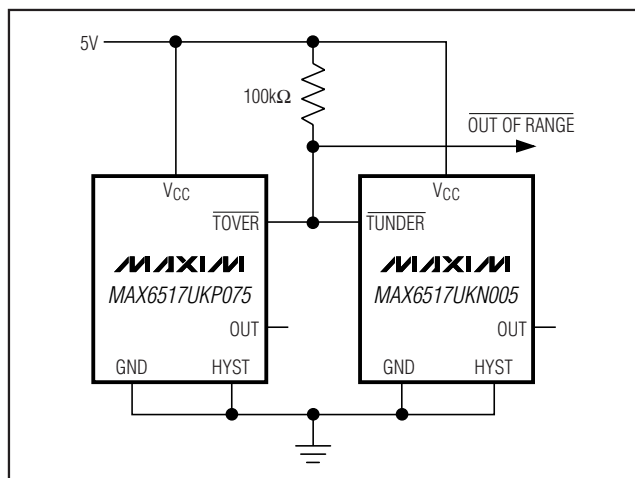 5V
100kΩ
OUT OF RANGE
VCC
VCC
TOVER
TUNDER
MAXIM
MAX6517UKP075
MAXIM
MAX6517UKN005
OUT
OUT
GND
HYST
GND
HYST